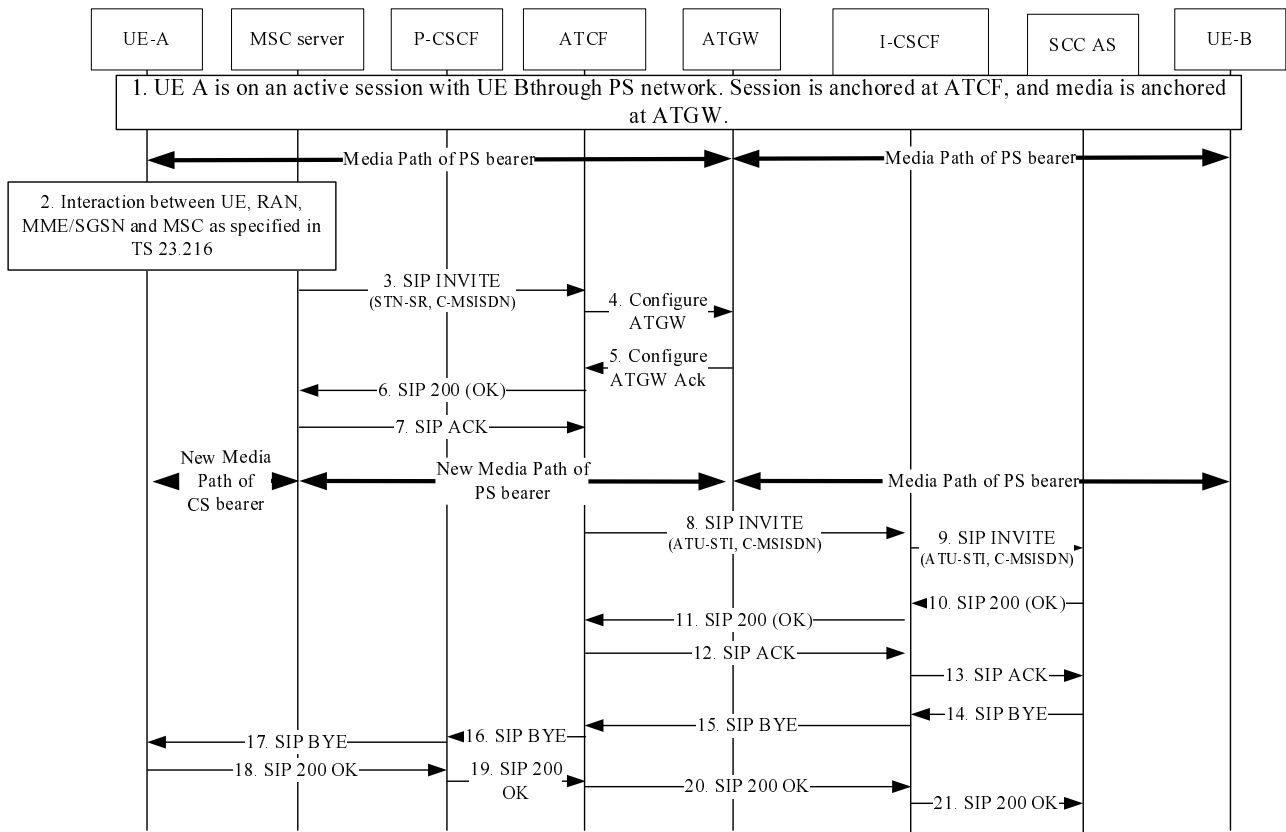 UE-A
MSC server
P-CSCF
ATCF
ATGW
I-CSCF
SCC AS
UE-B
1. UE A is on an active session with UE Bthrough PS network. Session is anchored at ATCF, and media is anchored
at ATGW.
Media Path of PS bearer
Media Path of PS bearer
2. Interaction between UE, RAN,
MME/SGSN and MSC as specified in
TS 23.216
3. SIP INVITE
(STN-SR, C-MSISDN)
4. Configure
ATGW
5. Configure
ATGW Ack
6. SIP 200 (OK)
7. SIP ACK
New Media
Path of
CS bearer
New Media Path of
PS bearer
Media Path of PS bearer
8. SIP INVITE
(ATU-STI, C-MSISDN)
9. SIP INVITE
(ATU-STI, C-MSISDN)
10. SIP 200 (OK)
11. SIP 200 (OK)
12. SIP ACK
13. SIP ACK
14. SIP BYE
15. SIP BYE
16. SIP BYE
17. SIP BYE
18. SIP 200 OK
19. SIP 200
OK
20. SIP 200 OK
21. SIP 200 OK